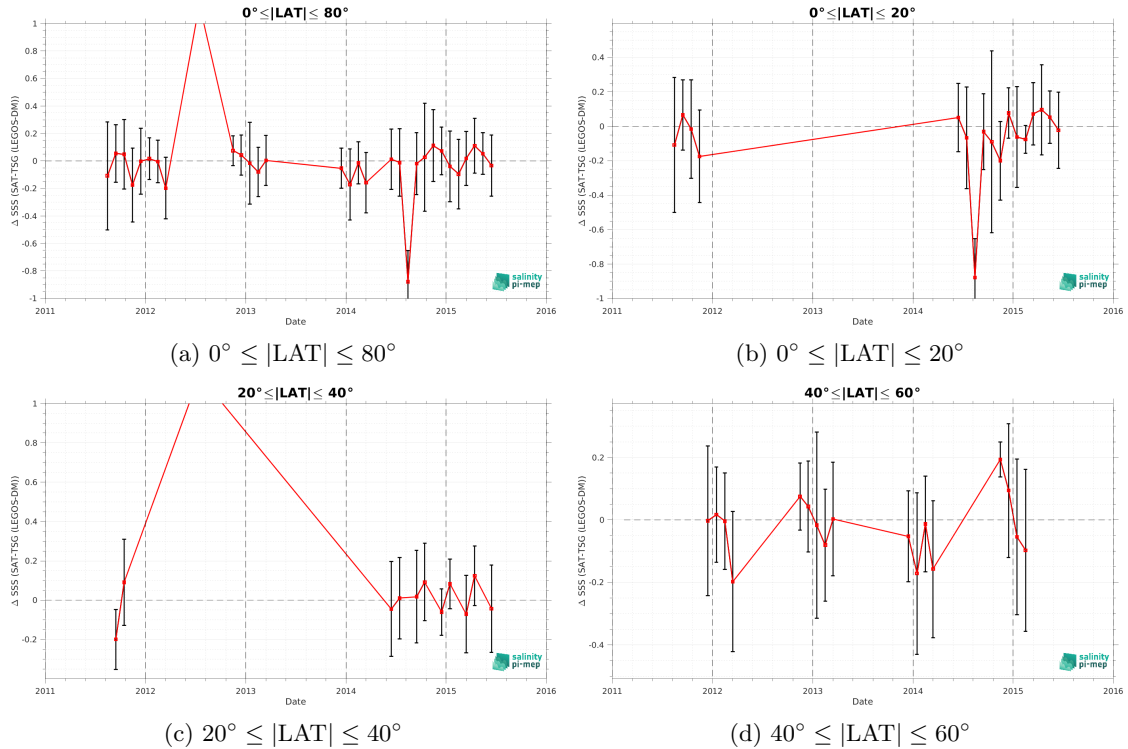 0°≤|LAT|≤ 80°
Δ SSS (SAT-TSG (LEGOS-DM))
1
0.8
0.6
0.4
0.2
0
-0.2
-0.4
-0.6
-0.8
-1
2011 2012 2013 2014 2015 2016
Date
salinity
pi-mep
(a) 0° ≤ |LAT| ≤ 80°
0°≤|LAT|≤ 20°
Δ SSS (SAT-TSG (LEGOS-DM))
0.4
0.2
0
-0.2
-0.4
-0.6
-0.8
-1
2011 2012 2013 2014 2015 2016
Date
salinity
pi-mep
(b) 0° ≤ |LAT| ≤ 20°
20°≤|LAT|≤ 40°
Δ SSS (SAT-TSG (LEGOS-DM))
1
0.8
0.6
0.4
0.2
0
-0.2
2011 2012 2013 2014 2015 2016
Date
salinity
pi-mep
(c) 20° ≤ |LAT| ≤ 40°
40°≤|LAT|≤ 60°
Δ SSS (SAT-TSG (LEGOS-DM))
0.2
0
-0.2
-0.4
2011 2012 2013 2014 2015 2016
Date
salinity
pi-mep
(d) 40° ≤ |LAT| ≤ 60°